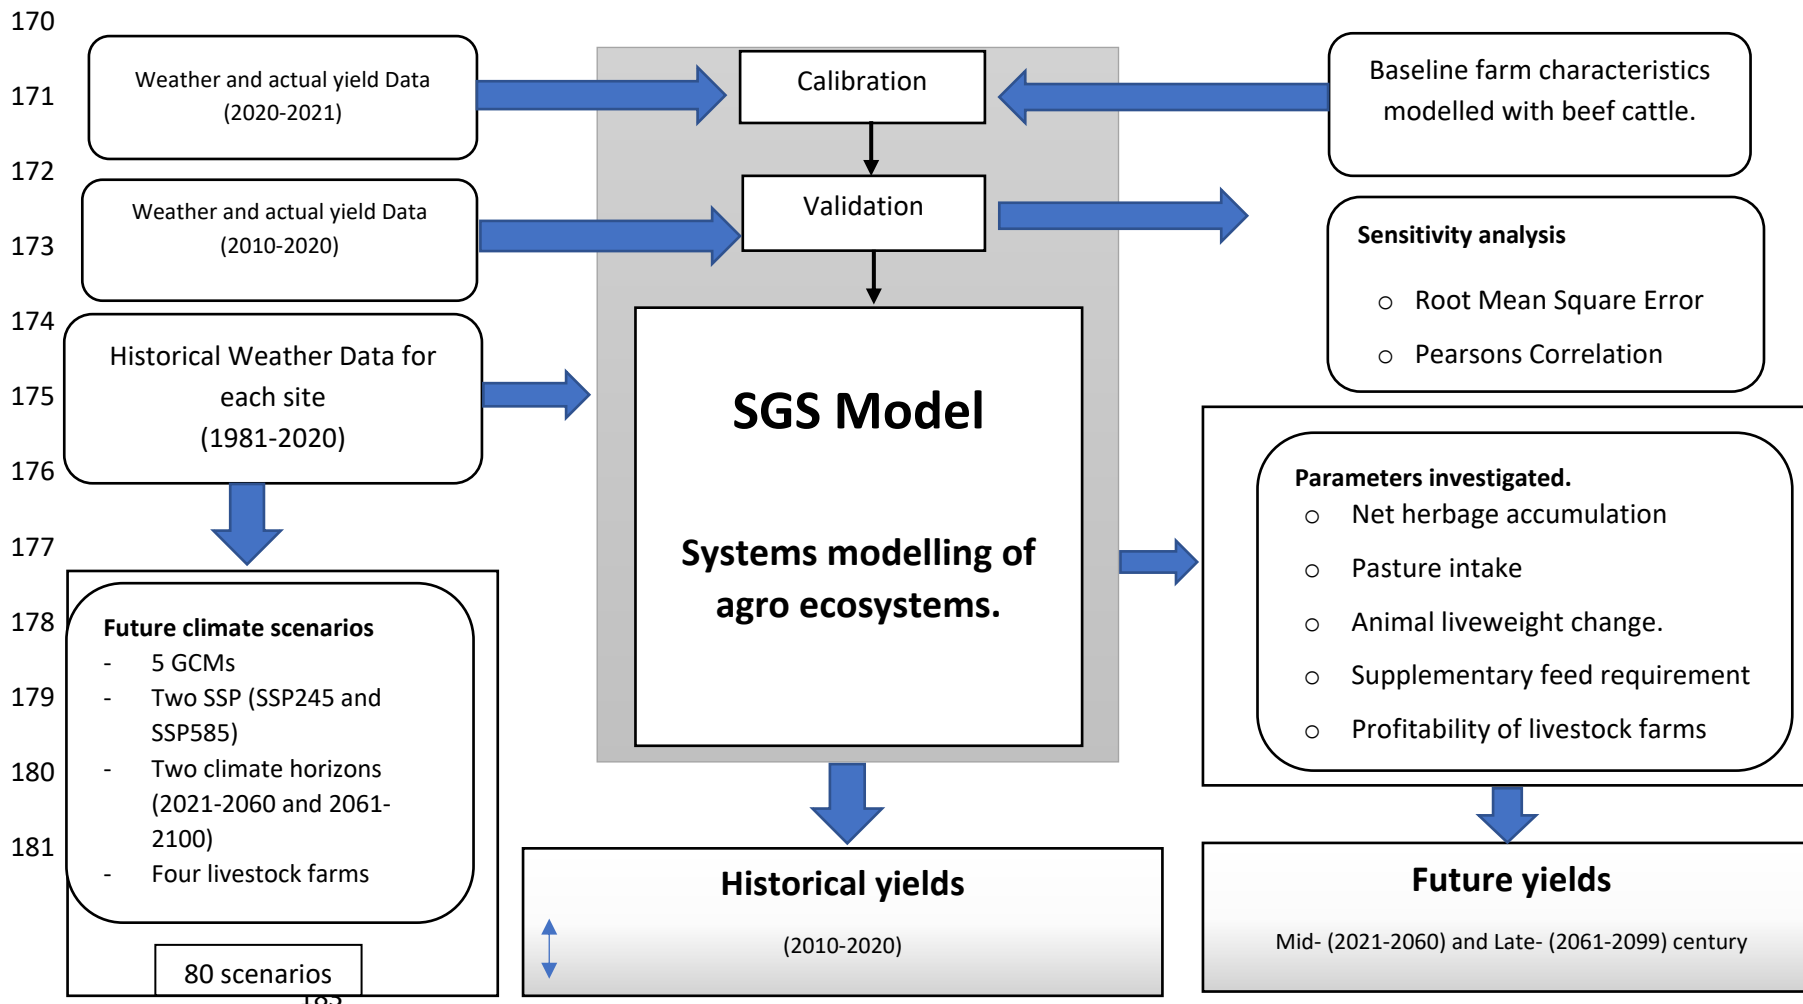 170
Weather and actual yield Data
(2020-2021)
171
Calibration
Baseline farm characteristics
modelled with beef cattle.
172
Weather and actual yield Data
(2010-2020)
173
Validation
Sensitivity analysis
o Root Mean Square Error
o Pearsons Correlation
174
Historical Weather Data for
each site
(1981-2020)
175
176
SGS Model
Systems modelling of
agro ecosystems.
Parameters investigated.
o Net herbage accumulation
o Pasture intake
o Animal liveweight change.
o Supplementary feed requirement
o Profitability of livestock farms
177
178
Future climate scenarios
- 5 GCMs
- Two SSP (SSP245 and
SSP585)
- Two climate horizons
(2021-2060 and 2061-
2100)
- Four livestock farms
179
180
181
80 scenarios
Historical yields
(2010-2020)
Future yields
Mid- (2021-2060) and Late- (2061-2099) century